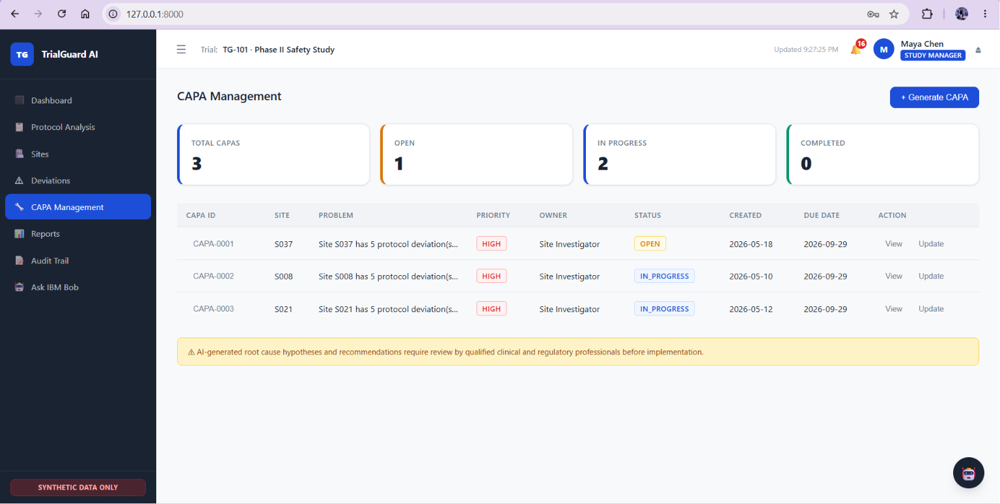 127.0.0.1:8000
TG TrialGuard AI
Dashboard
Protocol Analysis
Sites
Deviations
CAPA Management
Reports
Audit Trail
Ask IBM Bob
SYNTHETIC DATA ONLY
Trial: TG-101 · Phase II Safety Study
Updated 9:27:25 PM
16
M
Maya Chen
STUDY MANAGER
CAPA Management
+ Generate CAPA
TOTAL CAPAS
3
OPEN
1
IN PROGRESS
2
COMPLETED
0
CAPA ID SITE PROBLEM PRIORITY OWNER STATUS CREATED DUE DATE ACTION
CAPA-0001 S037 Site S037 has 5 protocol deviation(s... HIGH Site Investigator OPEN 2026-05-18 2026-09-29 View Update
CAPA-0002 S008 Site S008 has 5 protocol deviation(s... HIGH Site Investigator IN_PROGRESS 2026-05-10 2026-09-29 View Update
CAPA-0003 S021 Site S021 has 5 protocol deviation(s... HIGH Site Investigator IN_PROGRESS 2026-05-12 2026-09-29 View Update
⚠ AI-generated root cause hypotheses and recommendations require review by qualified clinical and regulatory professionals before implementation.